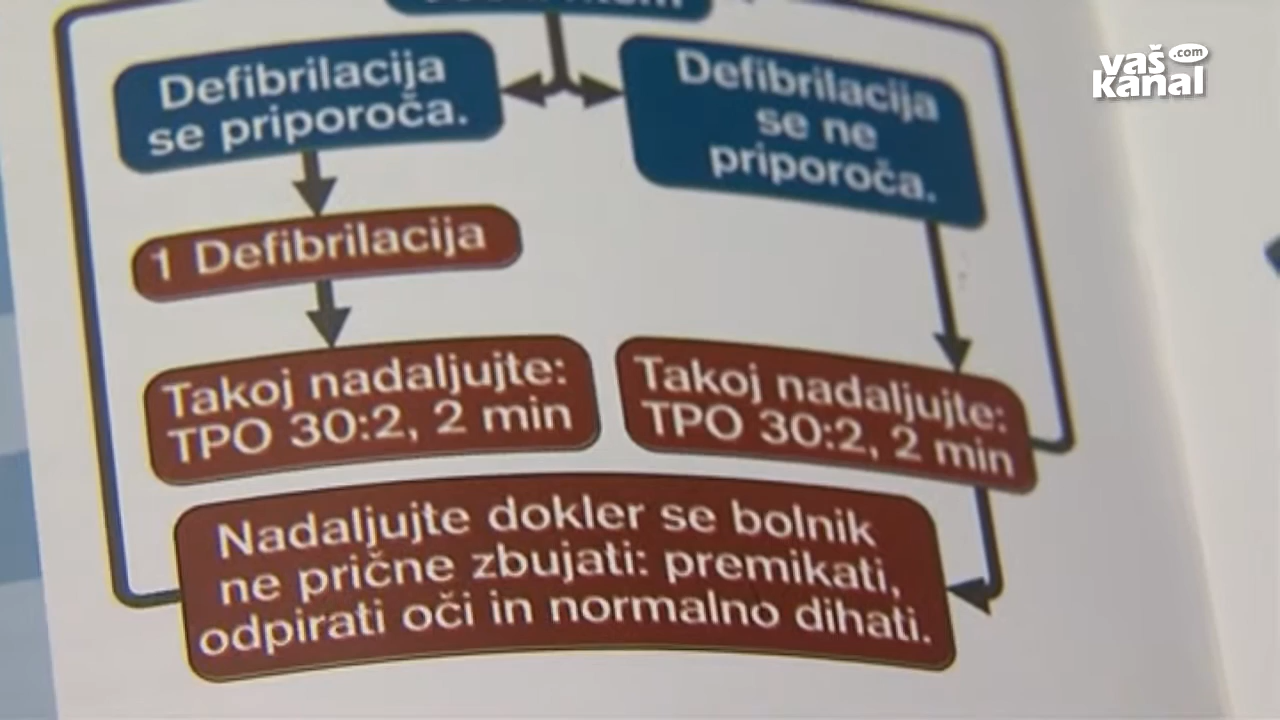 vaš .com
kanal
Defibrilacija
se priporoča.
Defibrilacija
se ne
priporoča.
1 Defibrilacija
Takoj nadaljujte:
TPO 30:2, 2 min
Takoj nadaljujte:
TPO 30:2, 2 min
Nadaljujte dokler se bolnik
ne prične zbujati: premikati,
odpirati oči in normalno dihati.